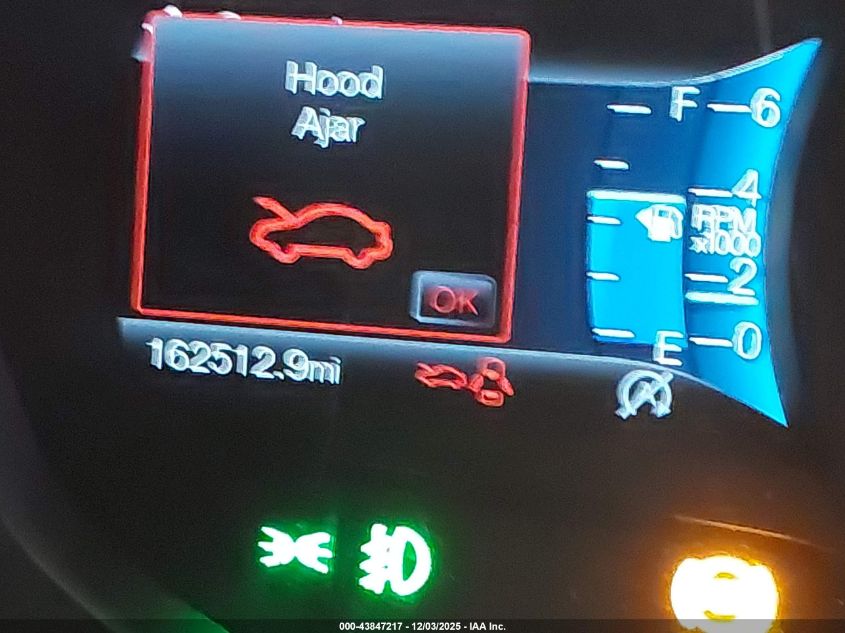 Hood
Ajar
OK
F
6
4
RPM
x1000
2
E
0
162512.9mi
000-43847217 - 12/03/2025 - IAA Inc.